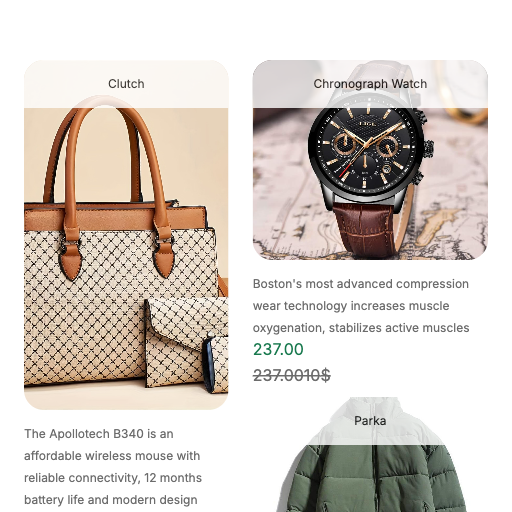 Clutch
The Apollotech B340 is an
affordable wireless mouse with
reliable connectivity, 12 months
battery life and modern design
Chronograph Watch
Boston's most advanced compression
wear technology increases muscle
oxygenation, stabilizes active muscles
237.00
237.0010$
Parka